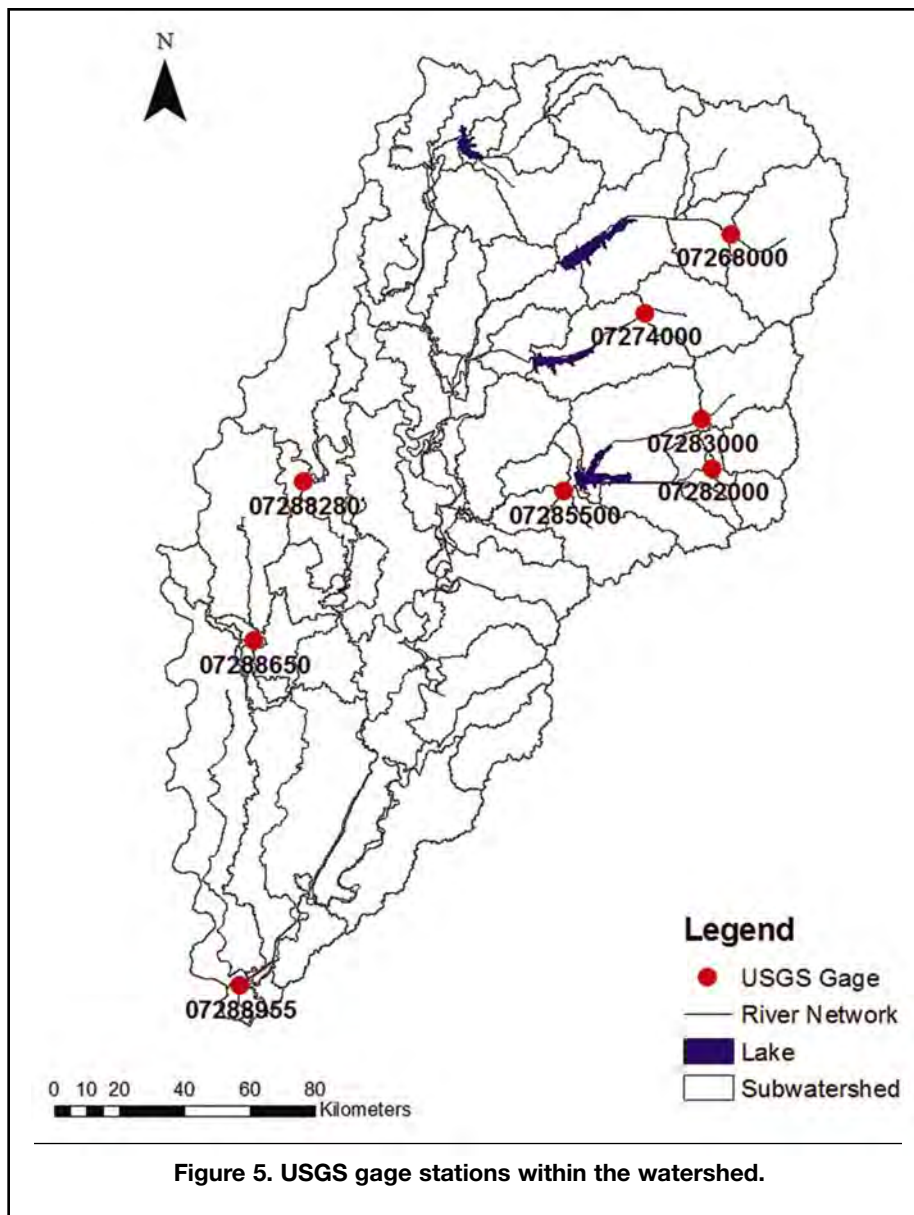 N
07268000
07274000
07283000
07282000
07288280
07285500
07288650
07288955
Legend
USGS Gage
River Network
Lake
Subwatershed
0 10 20 40 60 80
Kilometers
Figure 5. USGS gage stations within the watershed.